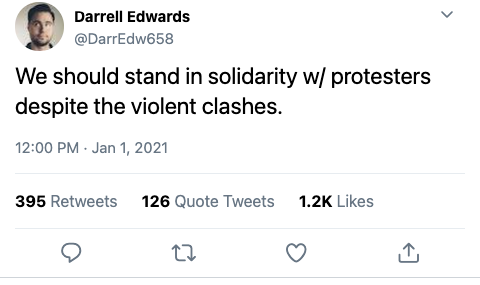 Darrell Edwards
@DarrEdw658
We should stand in solidarity w/ protesters
despite the violent clashes.
12:00 PM · Jan 1, 2021
395 Retweets 126 Quote Tweets 1.2K Likes